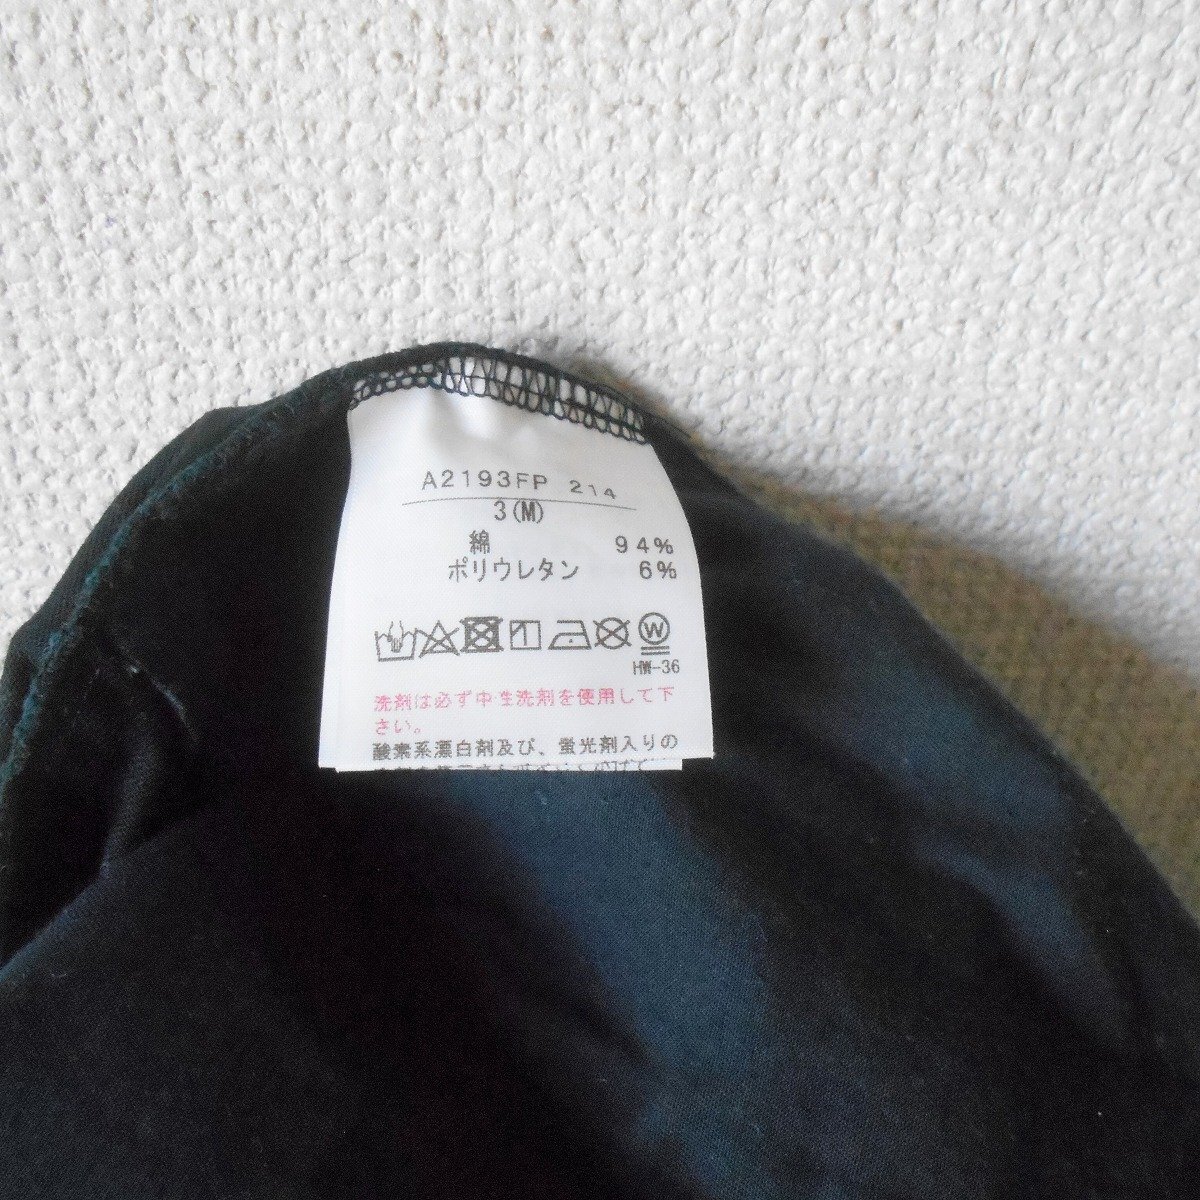 A2193FP 214
3(M)
綿 94%
ポリウレタン 6%
W
HW-36
洗剤は必ず中性洗剤を使用して下
さい。
酸素系漂白剤及び、蛍光剤入りの